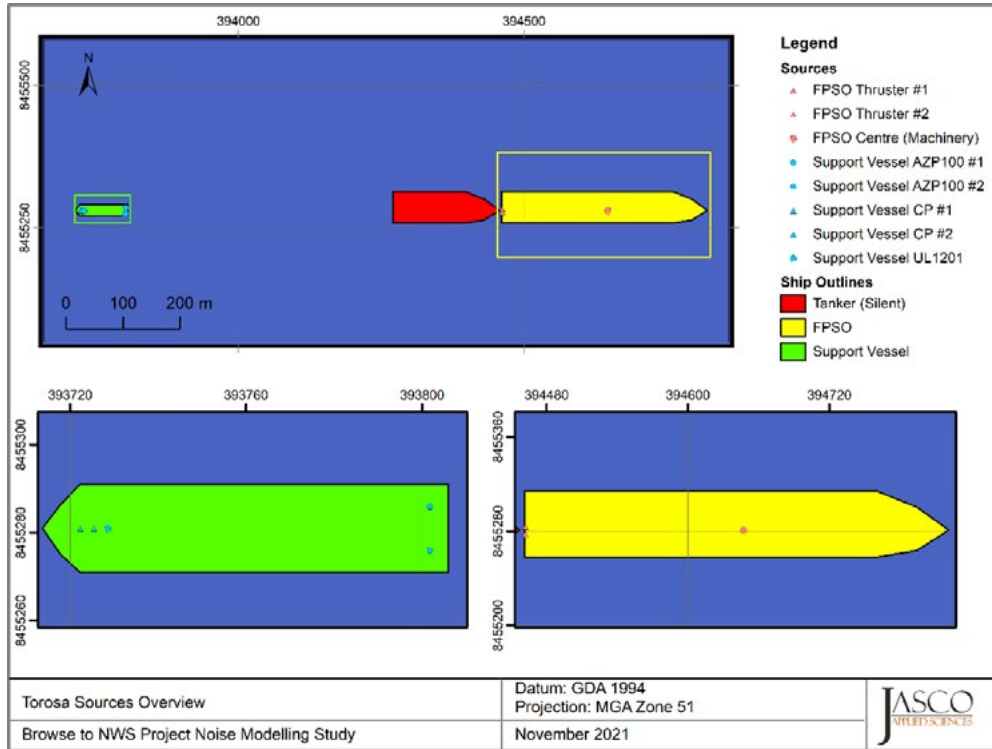 394000
394500
8455500
8455250
N
0
100
200 m
Legend
Sources
FPSO Thruster #1
FPSO Thruster #2
FPSO Centre (Machinery)
Support Vessel AZP100 #1
Support Vessel AZP100 #2
Support Vessel CP #1
Support Vessel CP #2
Support Vessel UL1201
Ship Outlines
Tanker (Silent)
FPSO
Support Vessel
393720
393760
393800
8455300
8455280
8455260
394480
394600
394720
8455360
8455280
8455200
Torosa Sources Overview
Datum: GDA 1994
Projection: MGA Zone 51
Browse to NWS Project Noise Modelling Study
November 2021
JASCO
APPLIED SCIENCES